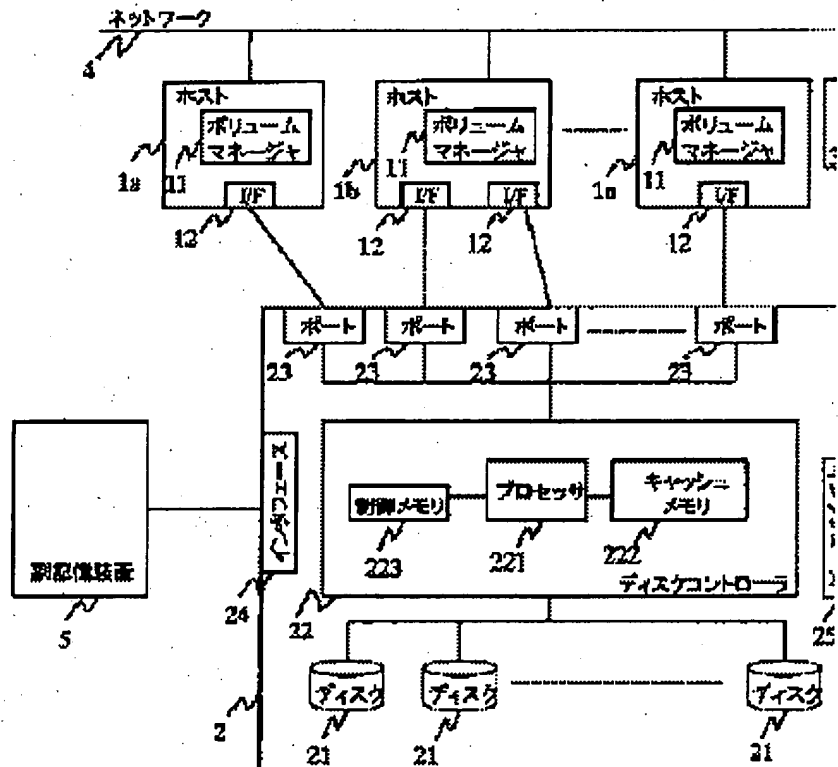 ネットワーク
4
ホスト
ボリューム
マネージャ
1a
11
I/F
12
ホスト
ボリューム
マネージャ
11
1b
I/F
I/F
12
12
ホスト
ボリューム
マネージャ
11
I/F
12
ポート
ポート
ポート
ポート
23
23
23
23
インタフェース
24
制御メモリ
プロセッサ
キャッシュ
メモリ
223
221
222
ディスクコントローラ
22
副記憶装置
5
25
2
ディスク
ディスク
ディスク
21
21
21